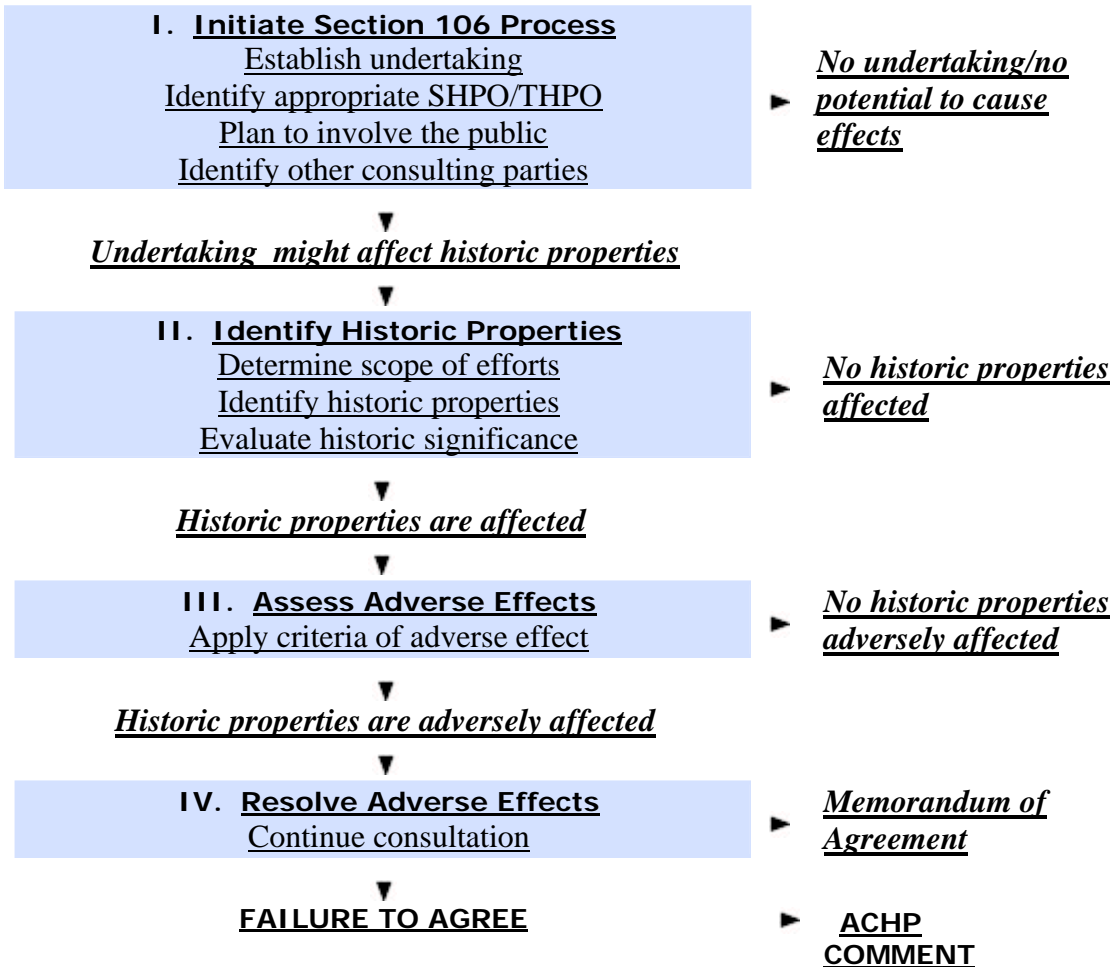 I. Initiate Section 106 Process
Establish undertaking
Identify appropriate SHPO/THPO
Plan to involve the public
Identify other consulting parties
No undertaking/no
potential to cause
effects
Undertaking might affect historic properties
II. Identify Historic Properties
Determine scope of efforts
Identify historic properties
Evaluate historic significance
No historic properties
affected
Historic properties are affected
III. Assess Adverse Effects
Apply criteria of adverse effect
No historic properties
adversely affected
Historic properties are adversely affected
IV. Resolve Adverse Effects
Continue consultation
Memorandum of
Agreement
FAILURE TO AGREE
ACHP
COMMENT